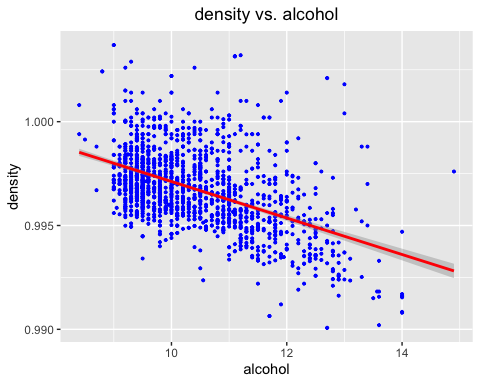 density vs. alcohol
density
1.000
0.995
0.990
10 12 14
alcohol